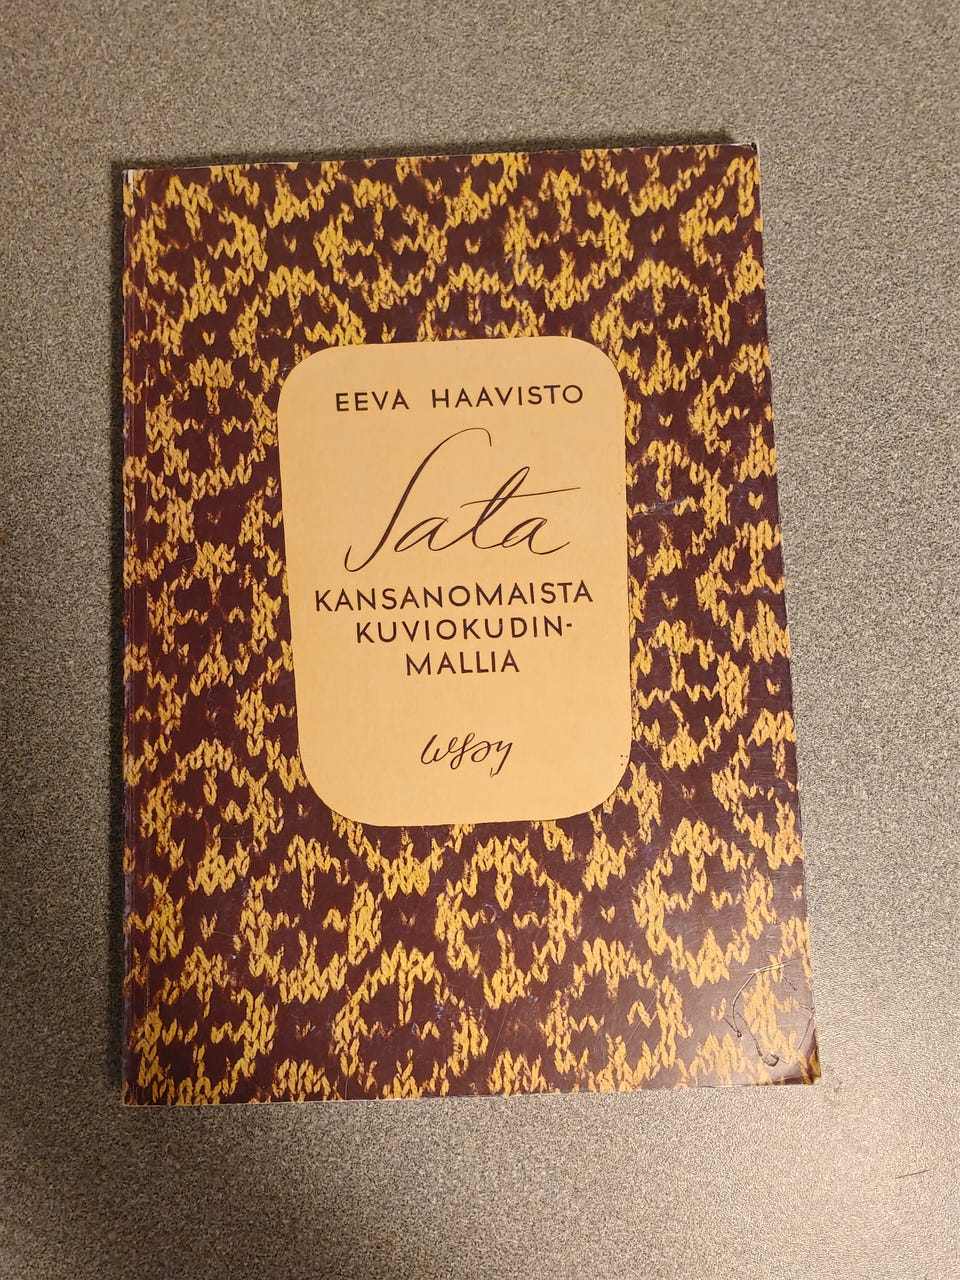 EEVA HAAVISTO
Sata
KANSANOMAISTA
KUVIOKUDIN-
MALLIA
wsoy